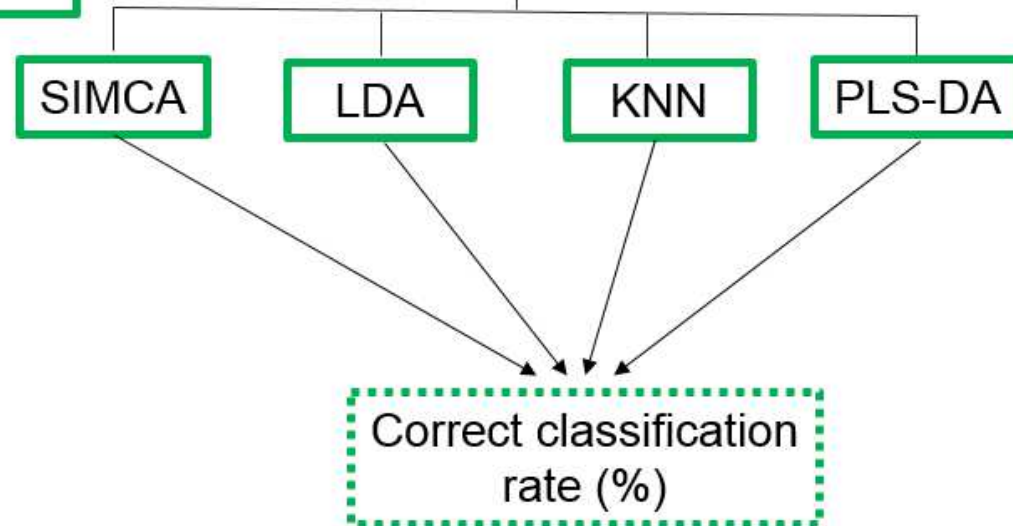 SIMCA
LDA
KNN
PLS-DA
Correct classification
rate (%)